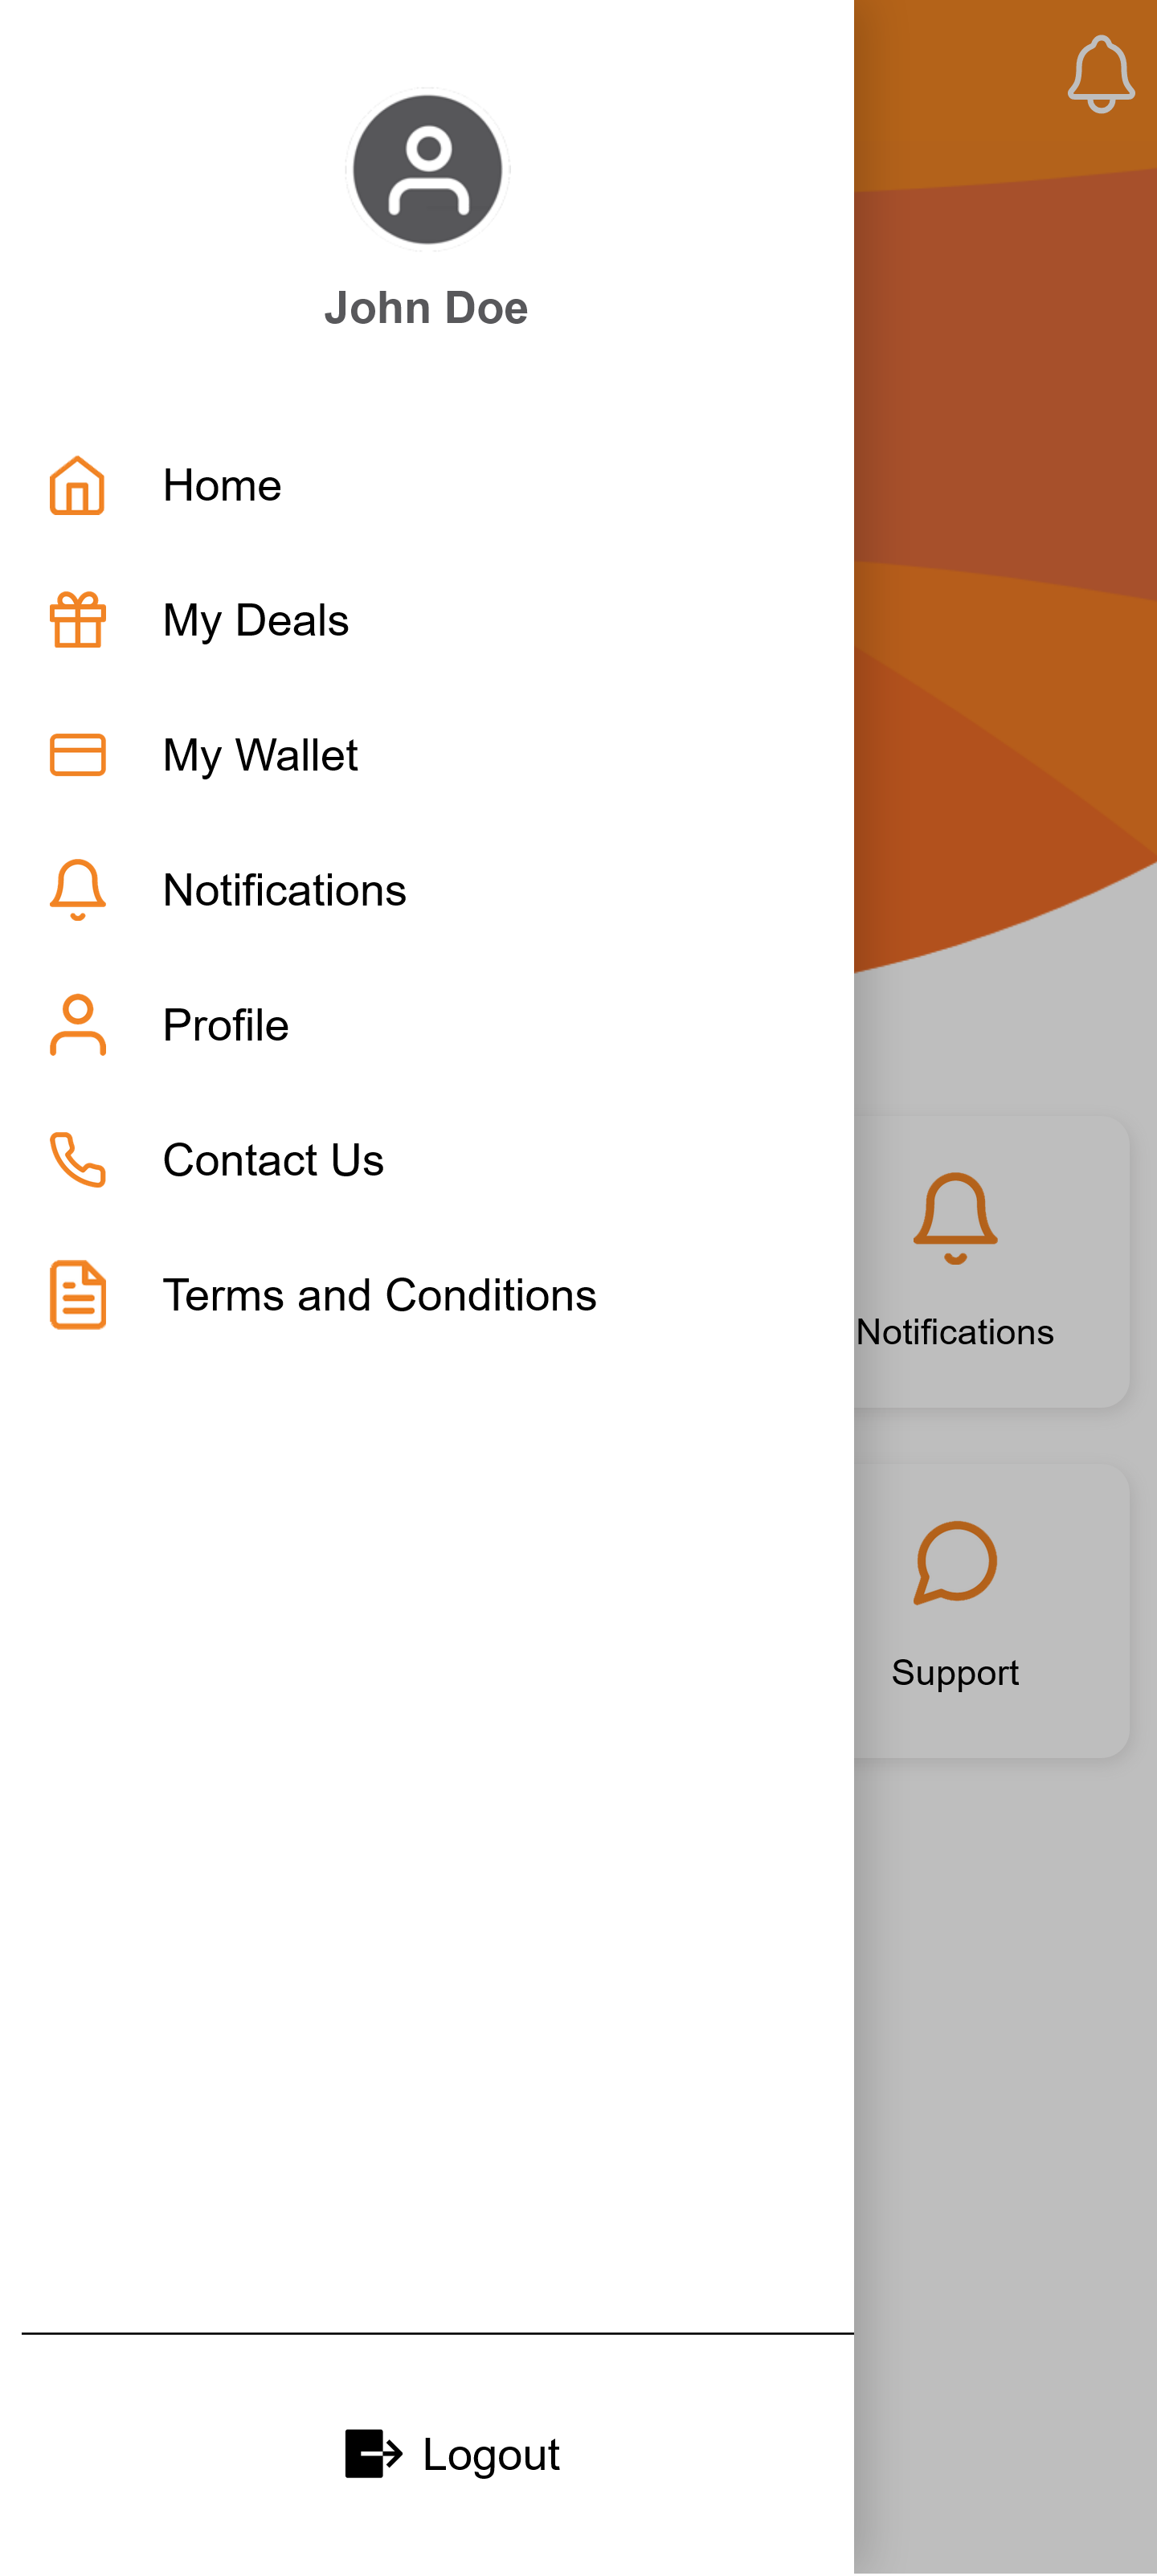 John Doe
Home
My Deals
My Wallet
Notifications
Profile
Contact Us
Terms and Conditions
Notifications
Support
Logout